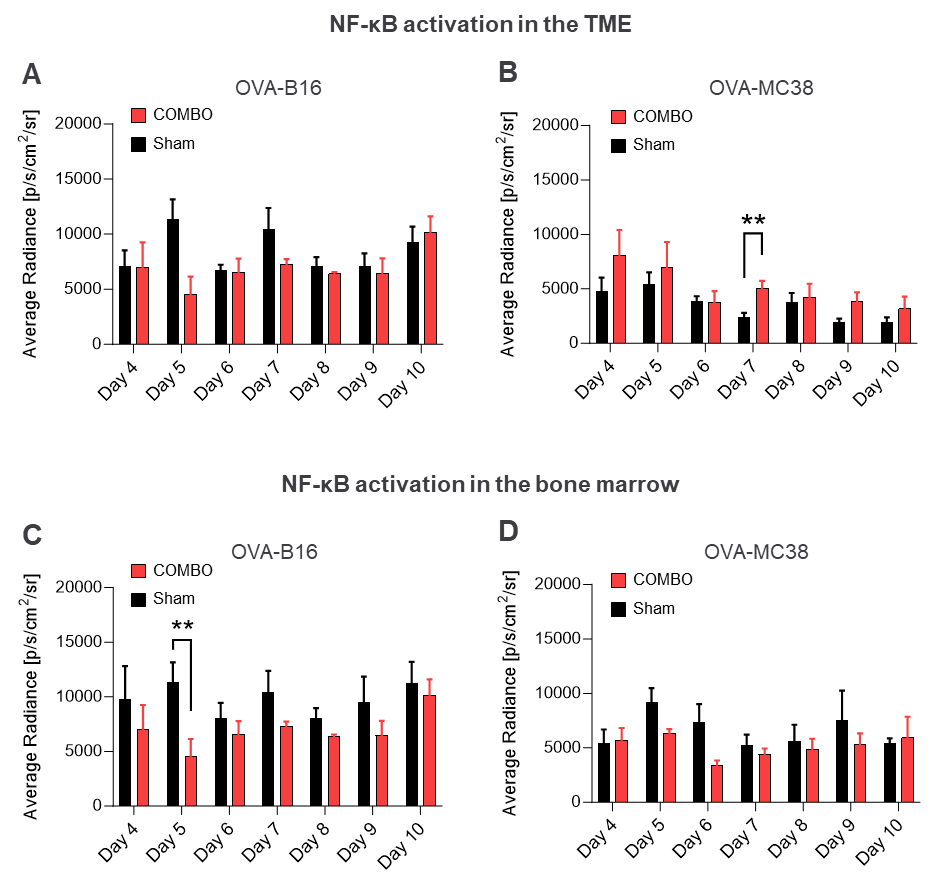 NF-κB activation in the TME
A
OVA-B16
COMBO
Sham
Average Radiance [p/s/cm²/sr]
20000
15000
10000
5000
0
Day 4
Day 5
Day 6
Day 7
Day 8
Day 9
Day 10
B
OVA-MC38
COMBO
Sham
Average Radiance [p/s/cm²/sr]
20000
15000
10000
5000
0
**
Day 4
Day 5
Day 6
Day 7
Day 8
Day 9
Day 10
NF-κB activation in the bone marrow
C
OVA-B16
COMBO
Sham
Average Radiance [p/s/cm²/sr]
20000
15000
10000
5000
0
**
Day 4
Day 5
Day 6
Day 7
Day 8
Day 9
Day 10
D
OVA-MC38
COMBO
Sham
Average Radiance [p/s/cm²/sr]
20000
15000
10000
5000
0
Day 4
Day 5
Day 6
Day 7
Day 8
Day 9
Day 10